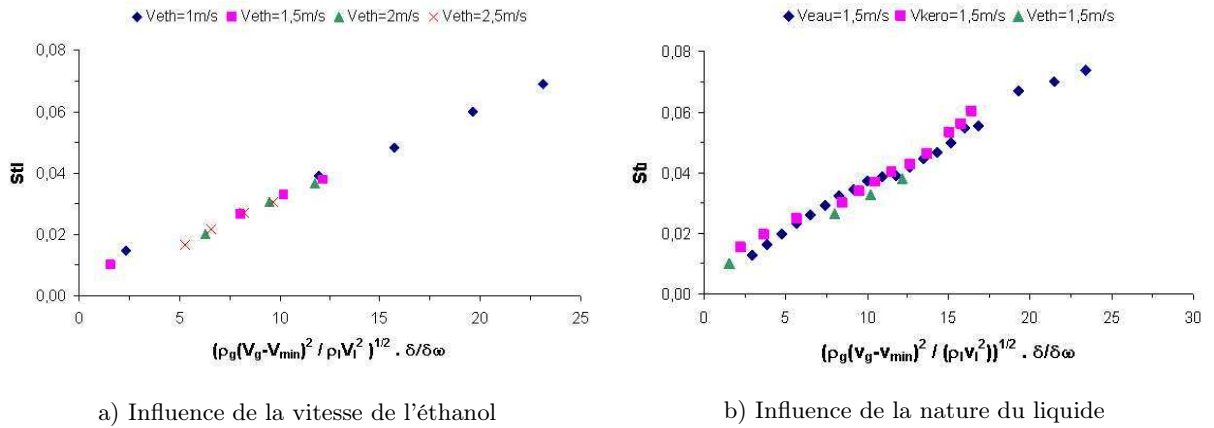 Veth=1m/s Veth=1,5m/s Veth=2m/s Veth=2,5m/s
0,08
0,06
0,04
0,02
0,00
Stl
0 5 10 15 20 25
(ρg(Vg-Vmin)² / ρlVl² )^1/2 . δ/δω
a) Influence de la vitesse de l'éthanol
Veau=1,5m/s Vkero=1,5m/s Veth=1,5m/s
0,08
0,06
0,04
0,02
0,00
Stl
0 5 10 15 20 25 30
(ρg(vg-vmin)² / (ρlvl²))^1/2 . δ/δω
b) Influence de la nature du liquide